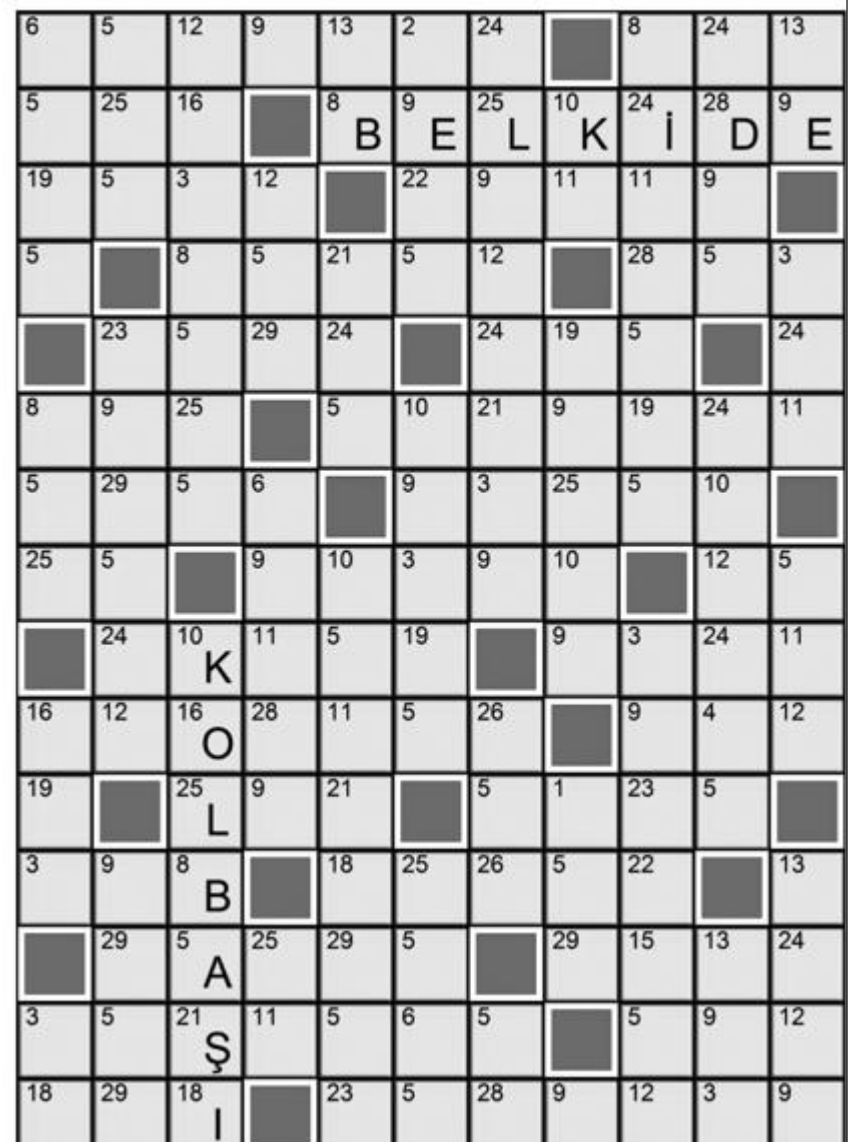 6 5 12 9 13 2 24 8 24 13
5 25 16 8 B 9 E 25 L 10 K 24 İ 28 D 9 E
19 5 3 12 22 9 11 11 9
5 8 5 21 5 12 28 5 3
23 5 29 24 24 19 5 24
8 9 25 5 10 21 9 19 24 11
5 29 5 6 9 3 25 5 10
25 5 9 10 3 9 10 12 5
24 10 K 11 5 19 9 3 24 11
16 12 16 O 28 11 5 26 9 4 12
19 25 L 9 21 5 1 23 5
3 9 8 B 18 25 26 5 22 13
29 5 A 25 29 5 29 15 13 24
3 5 21 Ş 11 5 6 5 5 9 12
18 29 18 I 23 5 28 9 12 3 9